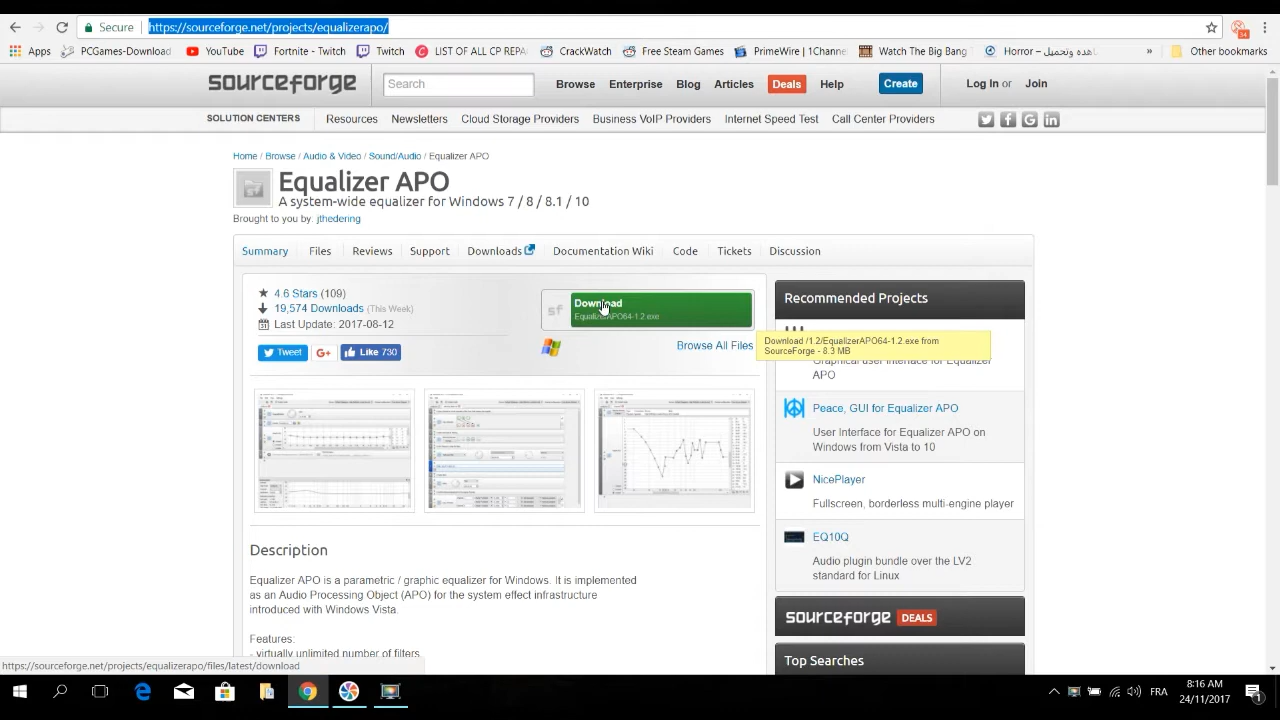 Secure
https://sourceforge.net/projects/equalizerapo/
34
Apps
PCGames-Download
YouTube
Fortnite - Twitch
Twitch
LIST OF ALL CP REPA
CrackWatch
Free Steam Games
PrimeWire | 1Channe
Watch The Big Bang
Horror – مشاهده وتحميل
»
Other bookmarks
sourceforge
Search
Browse
Enterprise
Blog
Articles
Deals
Help
Create
Log In or
Join
SOLUTION CENTERS
Resources
Newsletters
Cloud Storage Providers
Business VoIP Providers
Internet Speed Test
Call Center Providers
Home / Browse / Audio & Video / Sound/Audio / Equalizer APO
Equalizer APO
A system-wide equalizer for Windows 7 / 8 / 8.1 / 10
Brought to you by: jthedering
Summary
Files
Reviews
Support
Downloads
Documentation Wiki
Code
Tickets
Discussion
4.6 Stars (109)
19,574 Downloads (This Week)
Last Update: 2017-08-12
Tweet
G+
Like 730
sf
Download
EqualizerAPO64-1.2.exe
Browse All Files
Download /1.2/EqualizerAPO64-1.2.exe from
SourceForge - 8.3 MB
Recommended Projects
Graphical user interface for Equalizer
APO
Peace, GUI for Equalizer APO
User Interface for Equalizer APO on
Windows from Vista to 10
NicePlayer
Fullscreen, borderless multi-engine player
EQ10Q
Audio plugin bundle over the LV2
standard for Linux
sourceforge DEALS
Top Searches
Description
Equalizer APO is a parametric / graphic equalizer for Windows. It is implemented
as an Audio Processing Object (APO) for the system effect infrastructure
introduced with Windows Vista.
Features:
- virtually unlimited number of filters
https://sourceforge.net/projects/equalizerapo/files/latest/download
FRA
8:16 AM
24/11/2017
1